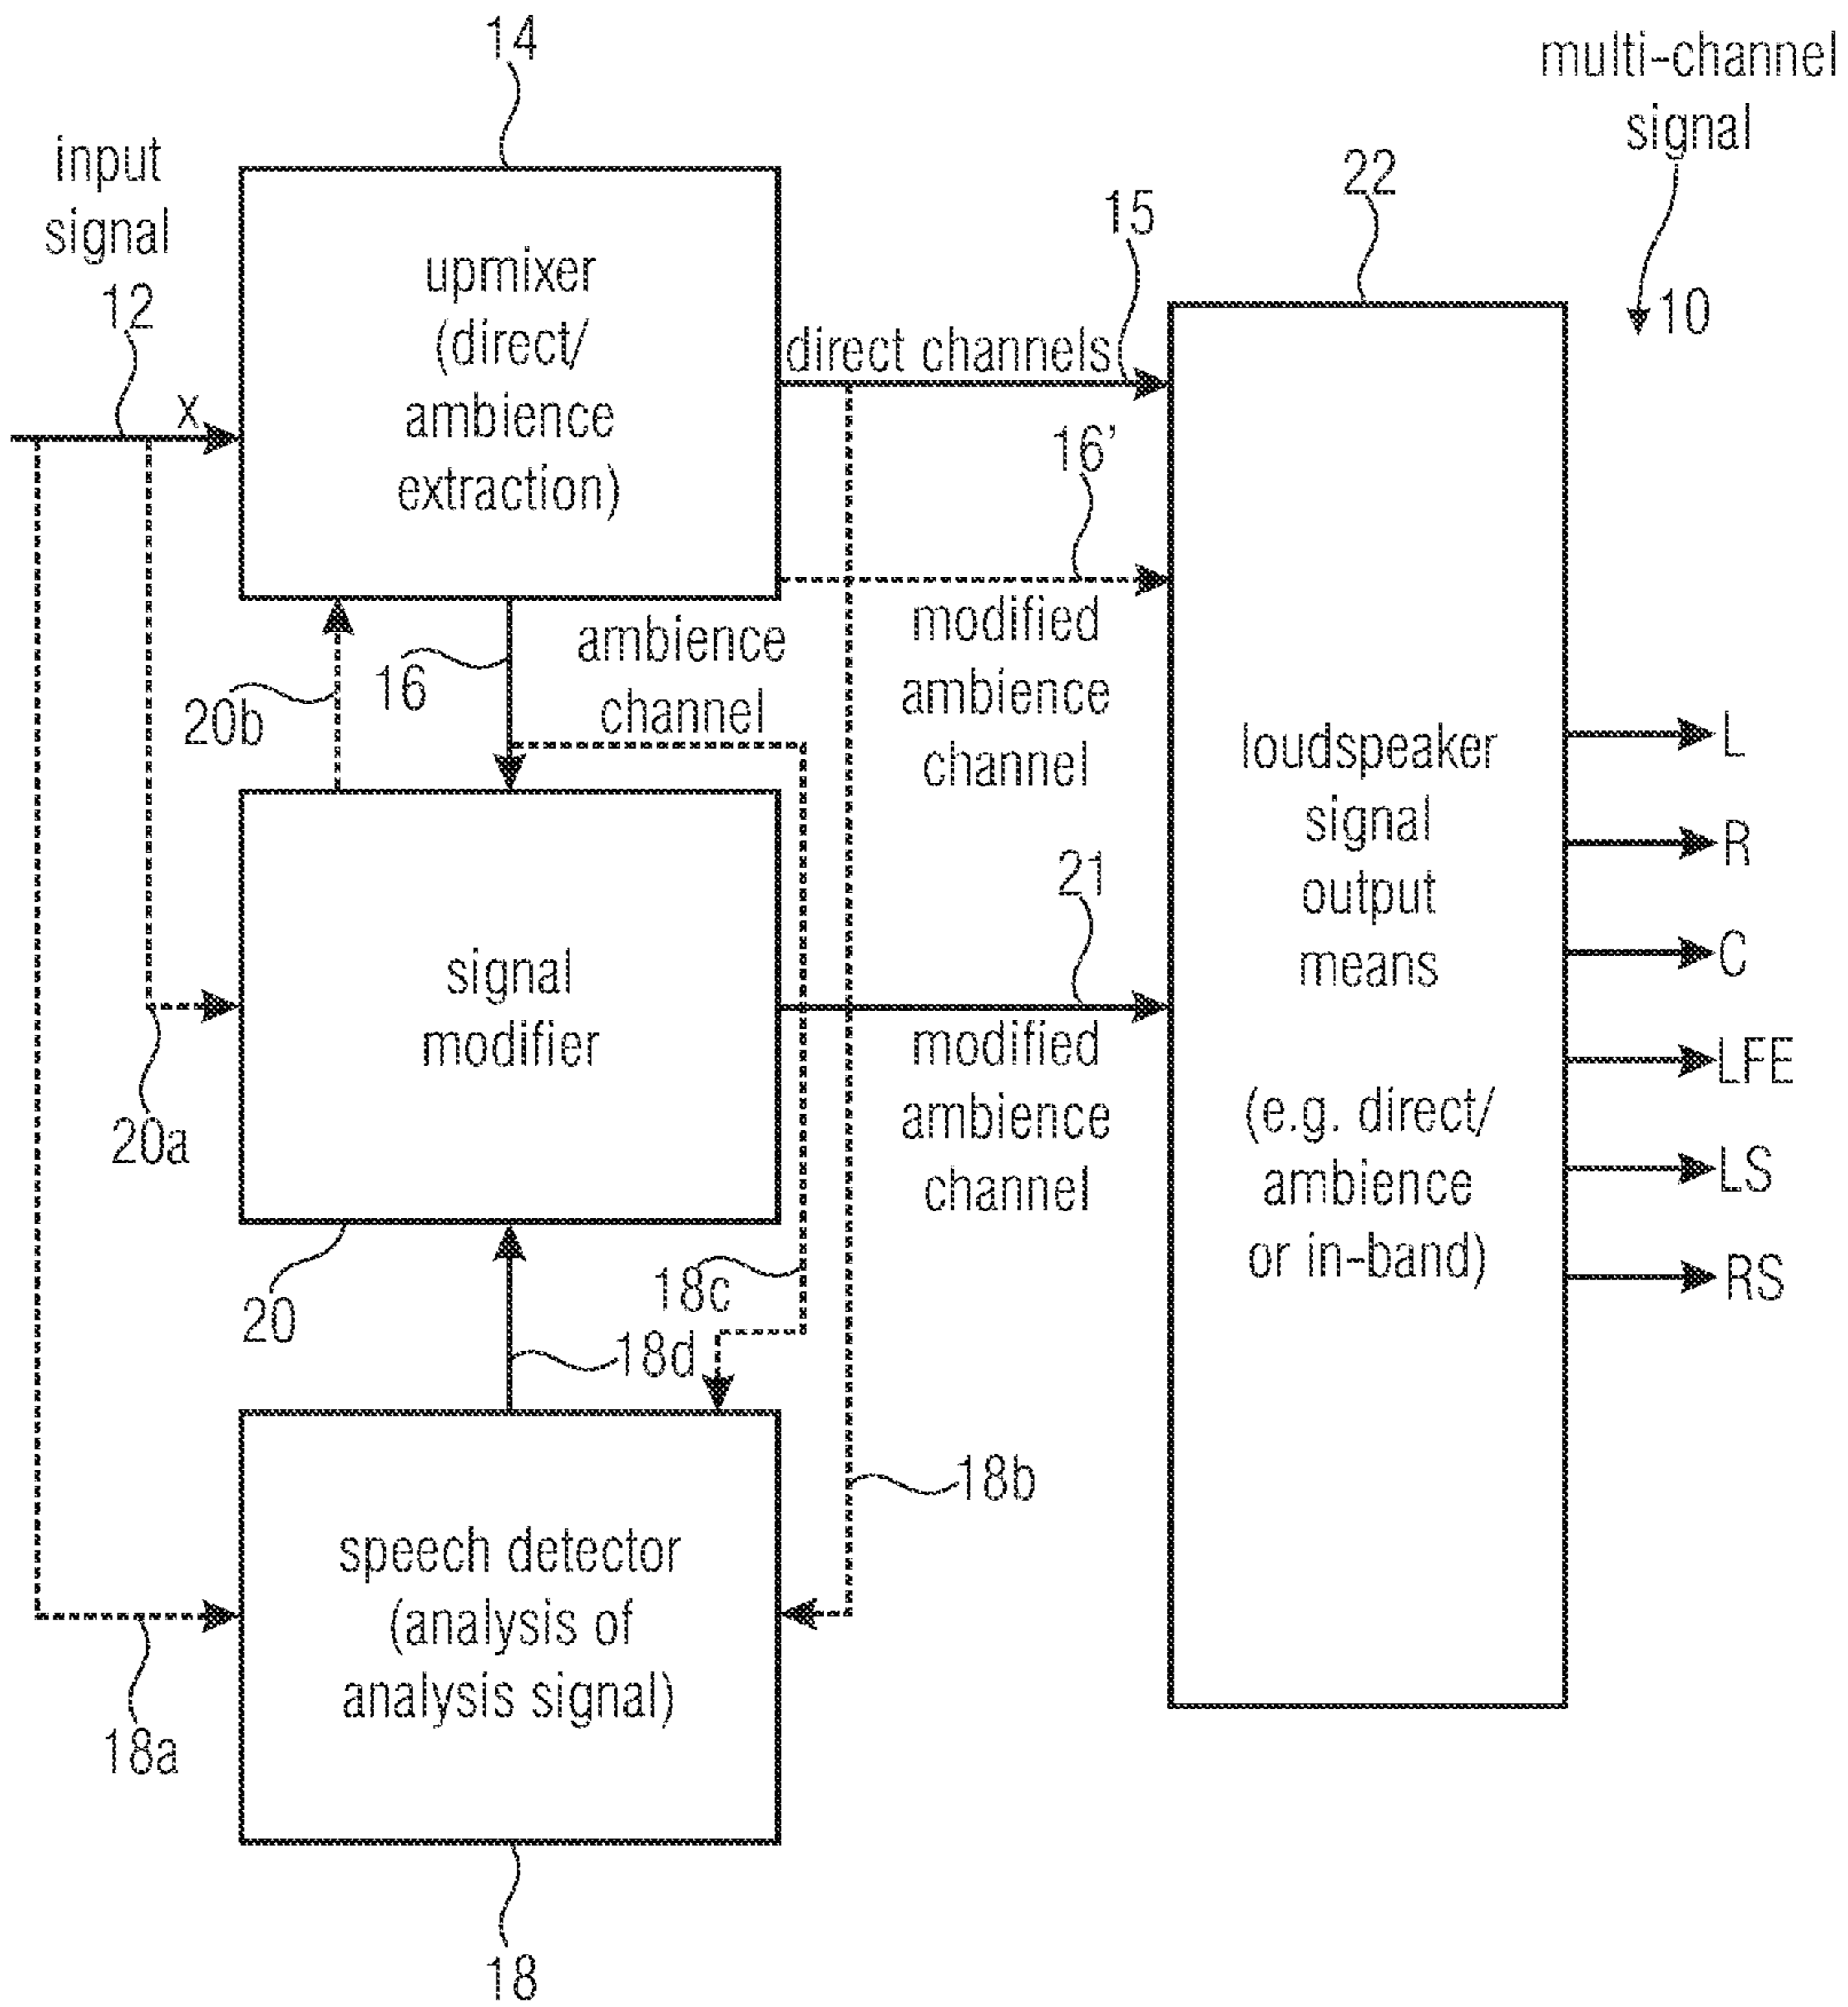 14
multi-channel
signal
input
signal
12
22
15
10
upmixer
(direct/
ambience
extraction)
direct channels
x
16'
ambience
channel
16
20b
modified
ambience
channel
loudspeaker
signal
output
means
(e.g. direct/
ambience
or in-band)
L
R
C
LFE
LS
RS
21
signal
modifier
modified
ambience
channel
20a
20
18c
18d
18b
speech detector
(analysis of
analysis signal)
18a
18